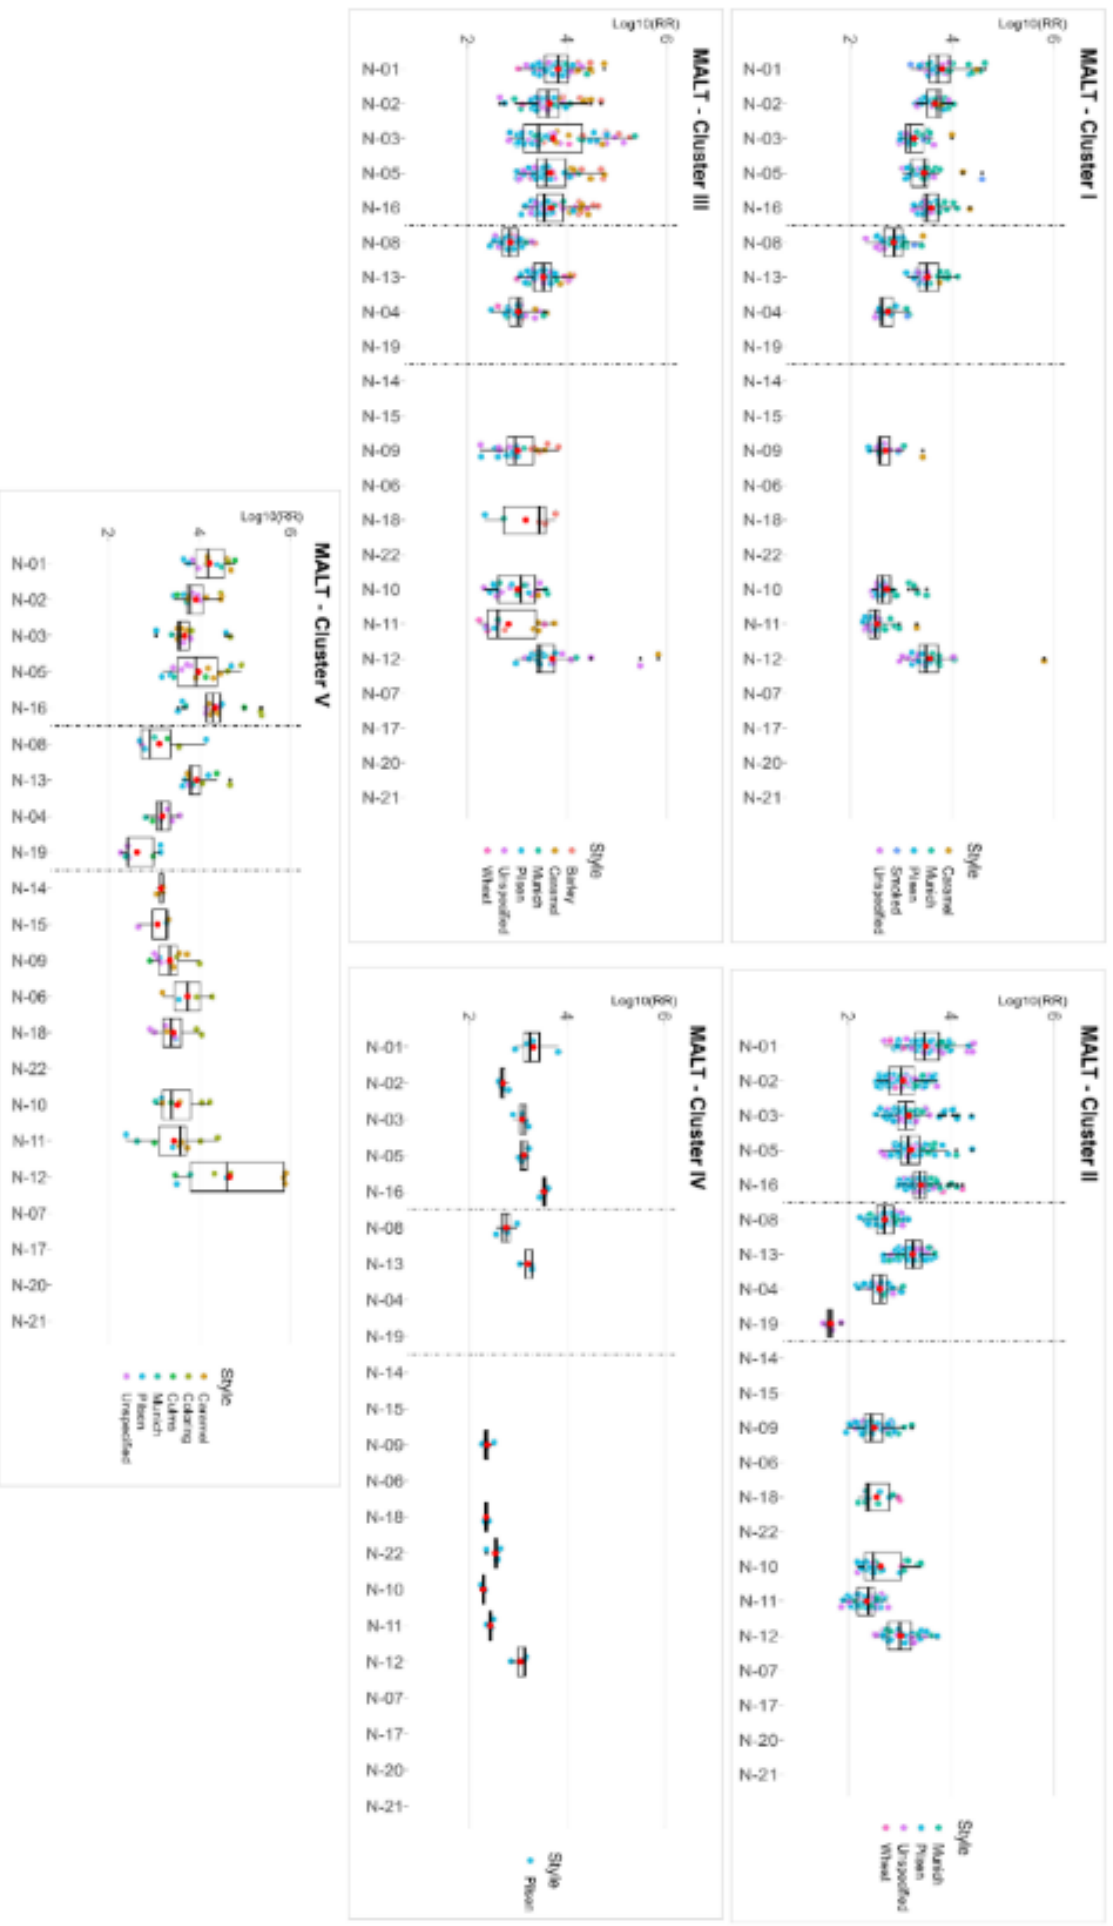 MALT - Cluster I
Log10(RR)
2
4
6
N-01
N-02
N-03
N-05
N-16
N-08
N-13
N-04
N-19
N-14
N-15
N-09
N-06
N-18
N-22
N-10
N-11
N-12
N-07
N-17
N-20
N-21
Style
Caramel
Munich
Pilsen
Smoked
Unspecified
MALT - Cluster II
Log10(RR)
2
4
6
N-01
N-02
N-03
N-05
N-16
N-08
N-13
N-04
N-19
N-14
N-15
N-09
N-06
N-18
N-22
N-10
N-11
N-12
N-07
N-17
N-20
N-21
Style
Munich
Pilsen
Unspecified
Wheat
MALT - Cluster III
Log10(RR)
2
4
6
N-01
N-02
N-03
N-05
N-16
N-08
N-13
N-04
N-19
N-14
N-15
N-09
N-06
N-18
N-22
N-10
N-11
N-12
N-07
N-17
N-20
N-21
Style
Barley
Caramel
Munich
Pilsen
Unspecified
Wheat
MALT - Cluster IV
Log10(RR)
2
4
6
N-01
N-02
N-03
N-05
N-16
N-08
N-13
N-04
N-19
N-14
N-15
N-09
N-06
N-18
N-22
N-10
N-11
N-12
N-07
N-17
N-20
N-21
Style
Pilsen
MALT - Cluster V
Log10(RR)
2
4
6
N-01
N-02
N-03
N-05
N-16
N-08
N-13
N-04
N-19
N-14
N-15
N-09
N-06
N-18
N-22
N-10
N-11
N-12
N-07
N-17
N-20
N-21
Style
Caramel
Coloring
Culms
Munich
Pilsen
Unspecified